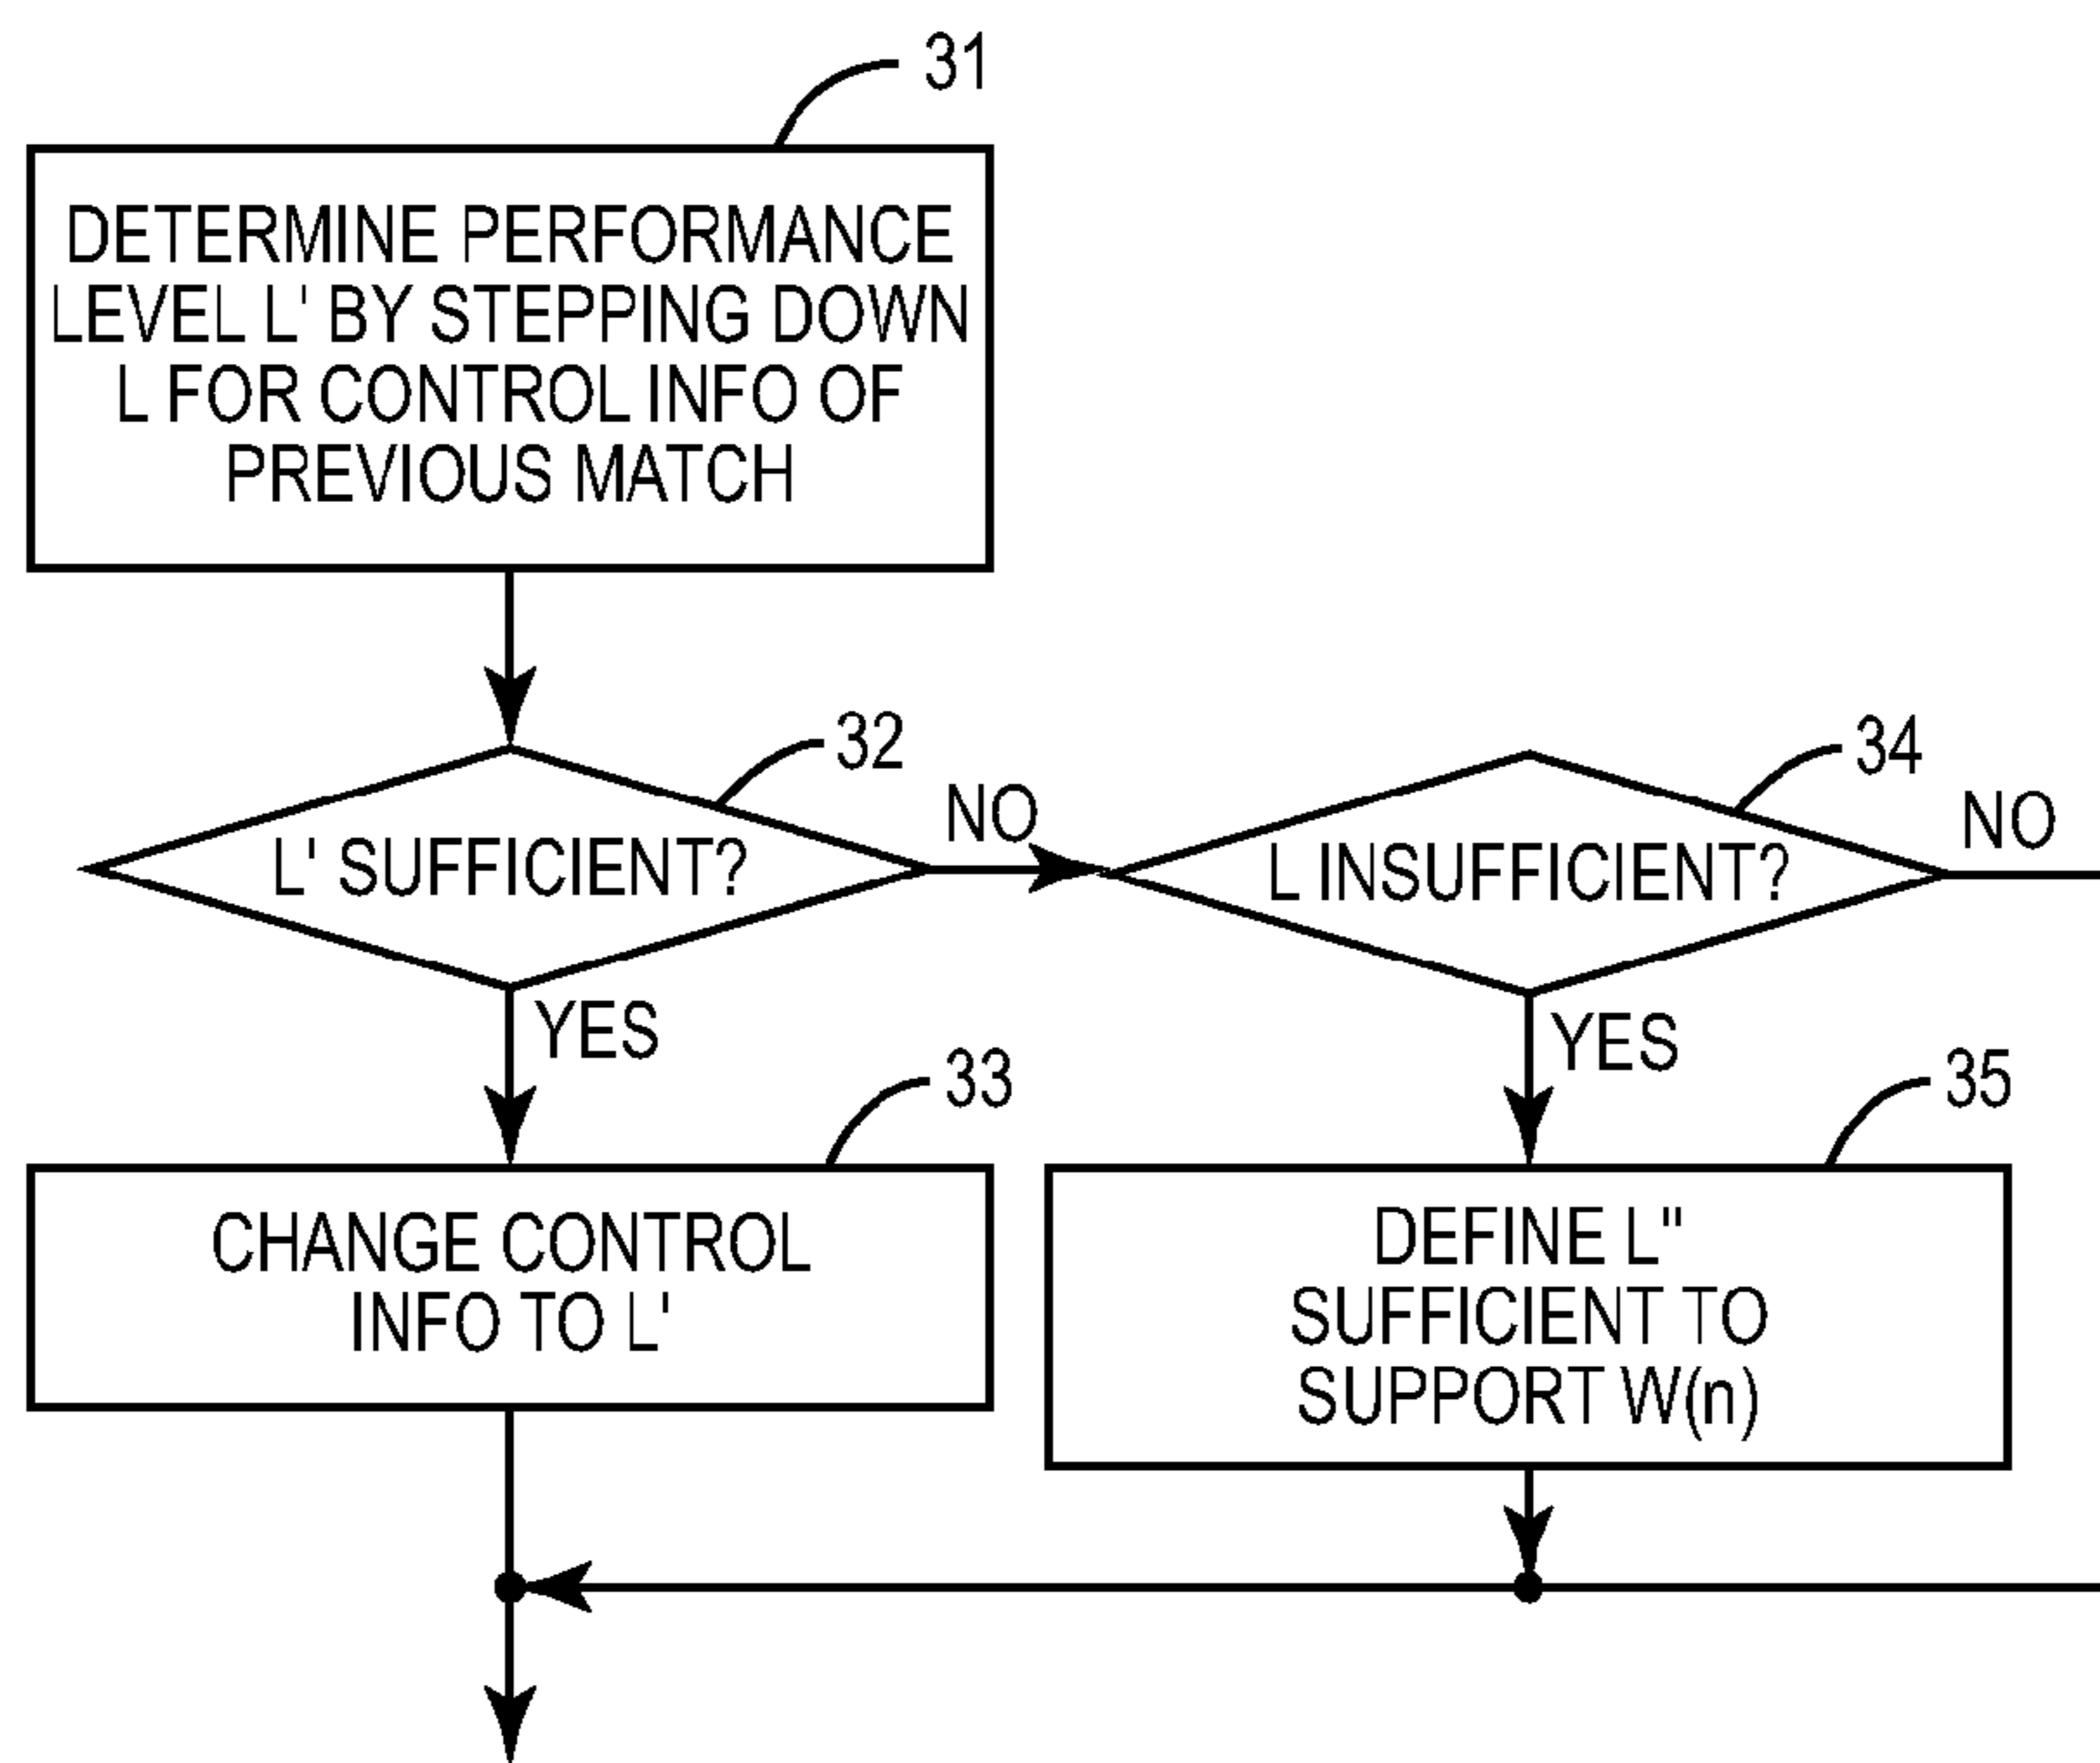 31
DETERMINE PERFORMANCE
LEVEL L' BY STEPPING DOWN
L FOR CONTROL INFO OF
PREVIOUS MATCH
32
L' SUFFICIENT?
NO
34
L INSUFFICIENT?
NO
YES
YES
33
CHANGE CONTROL
INFO TO L'
35
DEFINE L"
SUFFICIENT TO
SUPPORT W(n)